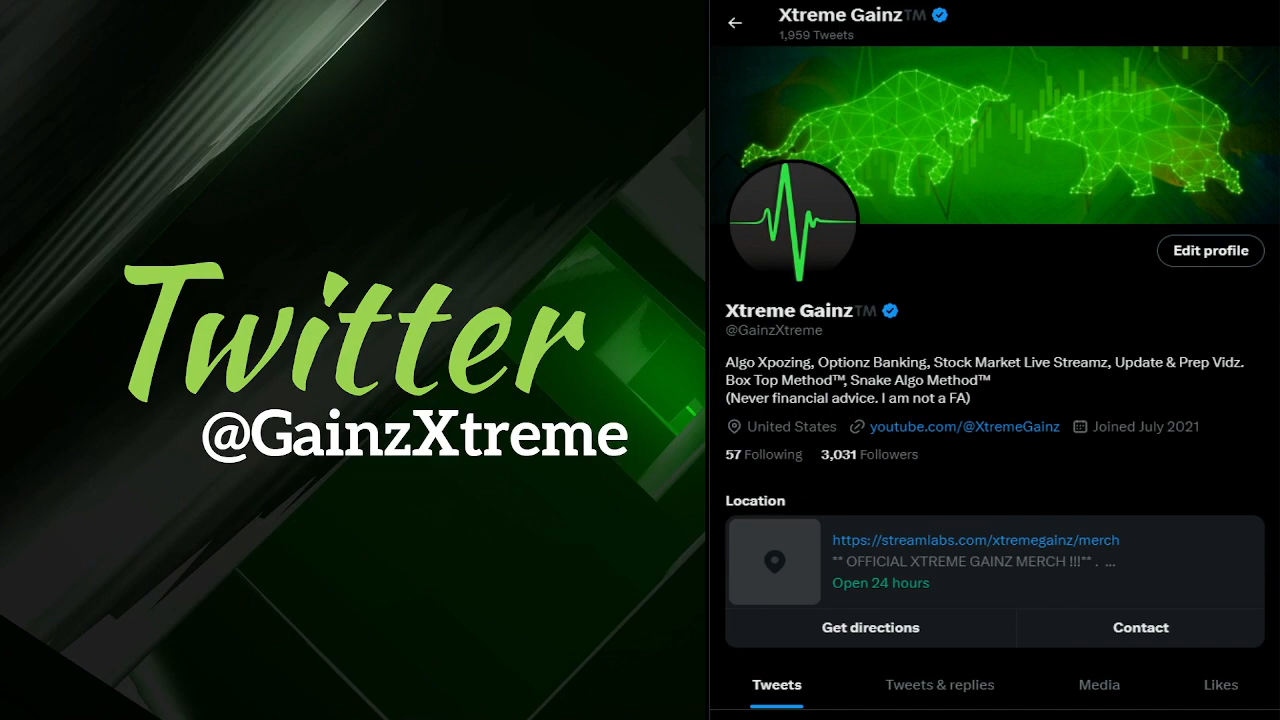 Twitter
@GainzXtreme
Xtreme Gainz™
1,959 Tweets
Edit profile
Xtreme Gainz™
@GainzXtreme
Algo Xpozing, Optionz Banking, Stock Market Live Streamz, Update & Prep Vidz.
Box Top Method™, Snake Algo Method™
(Never financial advice. I am not a FA)
United States youtube.com/@XtremeGainz Joined July 2021
57 Following 3,031 Followers
Location
https://streamlabs.com/xtremegainz/merch
** OFFICIAL XTREME GAINZ MERCH !!!** . ...
Open 24 hours
Get directions Contact
Tweets Tweets & replies Media Likes